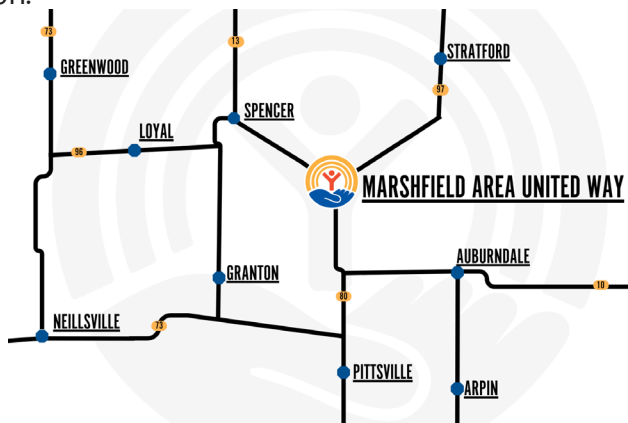 73
13
GREENWOOD
STRATFORD
97
SPENCER
LOYAL
96
MARSHFIELD AREA UNITED WAY
AUBURNDALE
GRANTON
10
80
NEILLSVILLE
73
PITTSVILLE
ARPIN